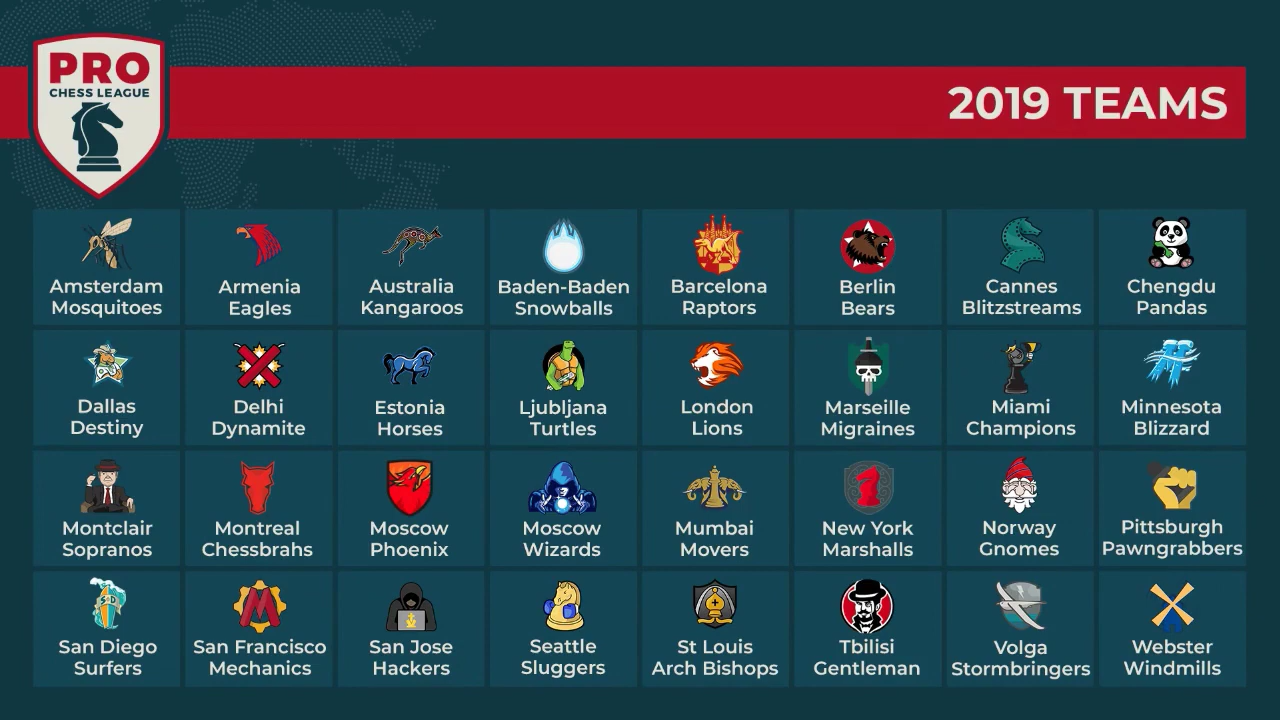 PRO
CHESS LEAGUE
2019 TEAMS
Amsterdam
Mosquitoes
Armenia
Eagles
Australia
Kangaroos
Baden-Baden
Snowballs
Barcelona
Raptors
Berlin
Bears
Cannes
Blitzstreams
Chengdu
Pandas
Dallas
Destiny
Delhi
Dynamite
Estonia
Horses
Ljubljana
Turtles
London
Lions
Marseille
Migraines
Miami
Champions
Minnesota
Blizzard
Montclair
Sopranos
Montreal
Chessbrahs
Moscow
Phoenix
Moscow
Wizards
Mumbai
Movers
New York
Marshalls
Norway
Gnomes
Pittsburgh
Pawngrabbers
SD
San Diego
Surfers
M
San Francisco
Mechanics
San Jose
Hackers
Seattle
Sluggers
St Louis
Arch Bishops
Tbilisi
Gentleman
Volga
Stormbringers
Webster
Windmills